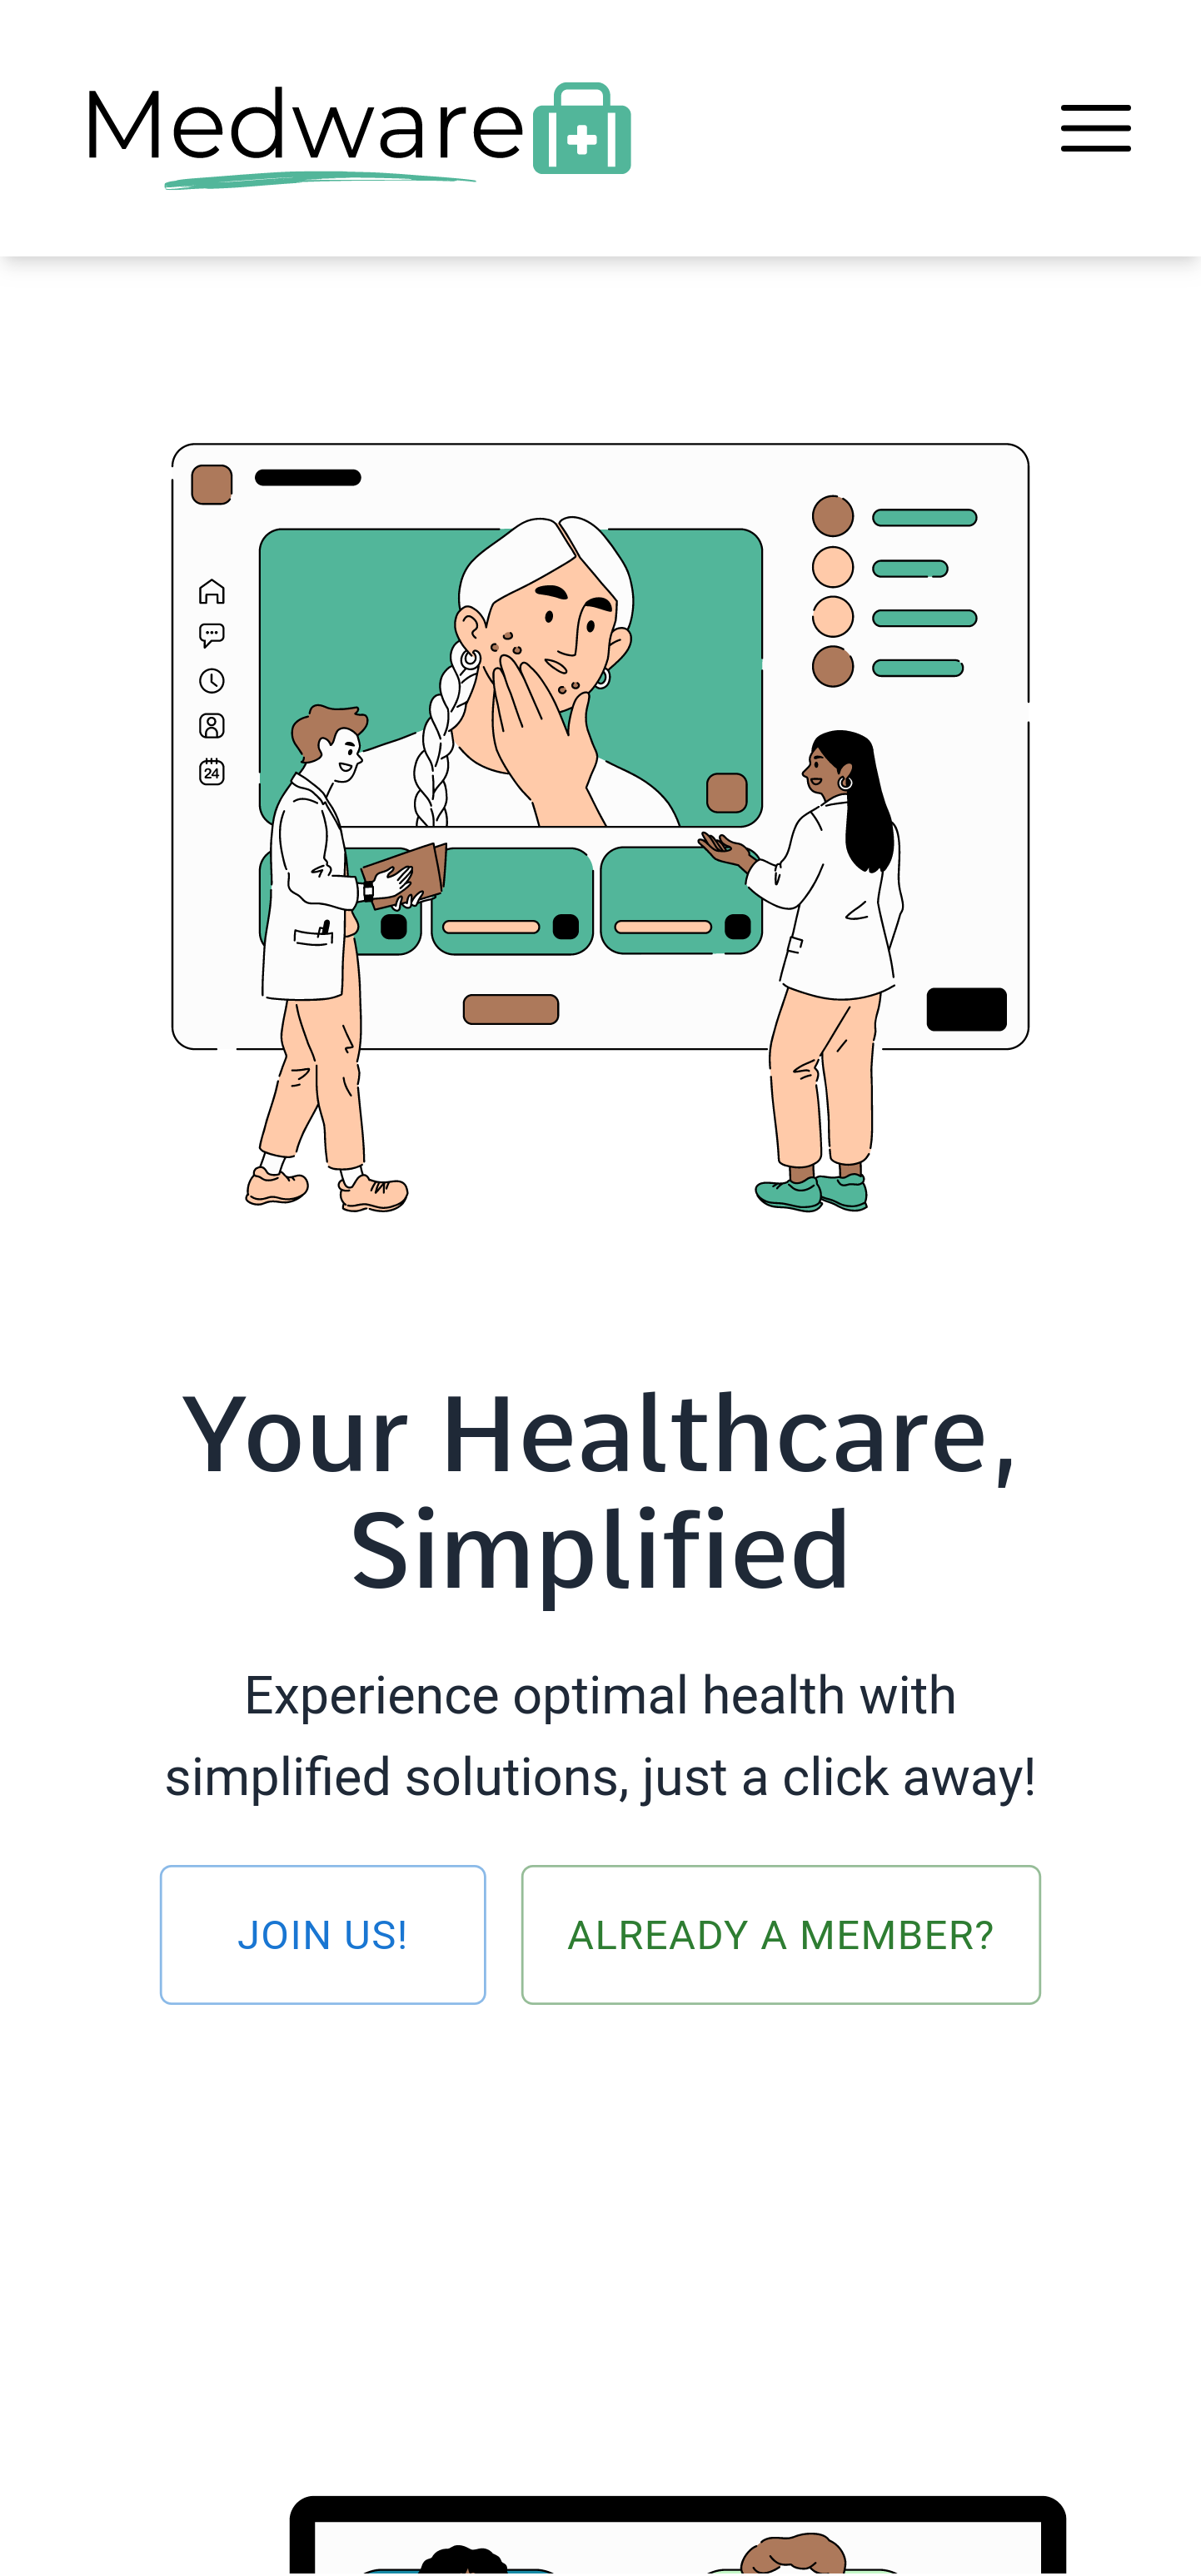 Medware
24
Your Healthcare,
Simplified
Experience optimal health with
simplified solutions, just a click away!
JOIN US!
ALREADY A MEMBER?